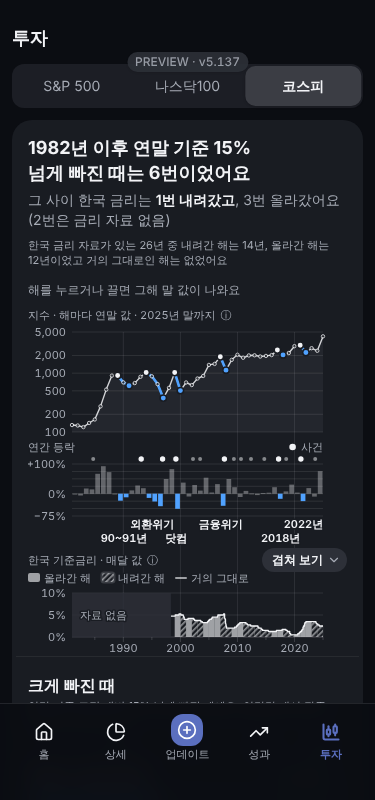 투자
PREVIEW · v5.137
S&P 500
나스닥100
코스피
1982년 이후 연말 기준 15%
넘게 빠진 때는 6번이었어요
그 사이 한국 금리는 1번 내려갔고, 3번 올라갔어요
(2번은 금리 자료 없음)
한국 금리 자료가 있는 26년 중 내려간 해는 14년, 올라간 해는
12년이었고 거의 그대로인 해는 없었어요
해를 누르거나 끌면 그해 말 값이 나와요
지수 · 해마다 연말 값 · 2025년 말까지 ⓘ
5,000
2,000
1,000
500
200
100
연간 등락
사건
+100%
0%
−75%
외환위기
금융위기
2022년
90~91년
닷컴
2018년
한국 기준금리 · 매달 값 ⓘ
겹쳐 보기
올라간 해
내려간 해
거의 그대로
10%
5%
0%
자료 없음
1990
2000
2010
2020
크게 빠진 때
홈
상세
업데이트
성과
투자